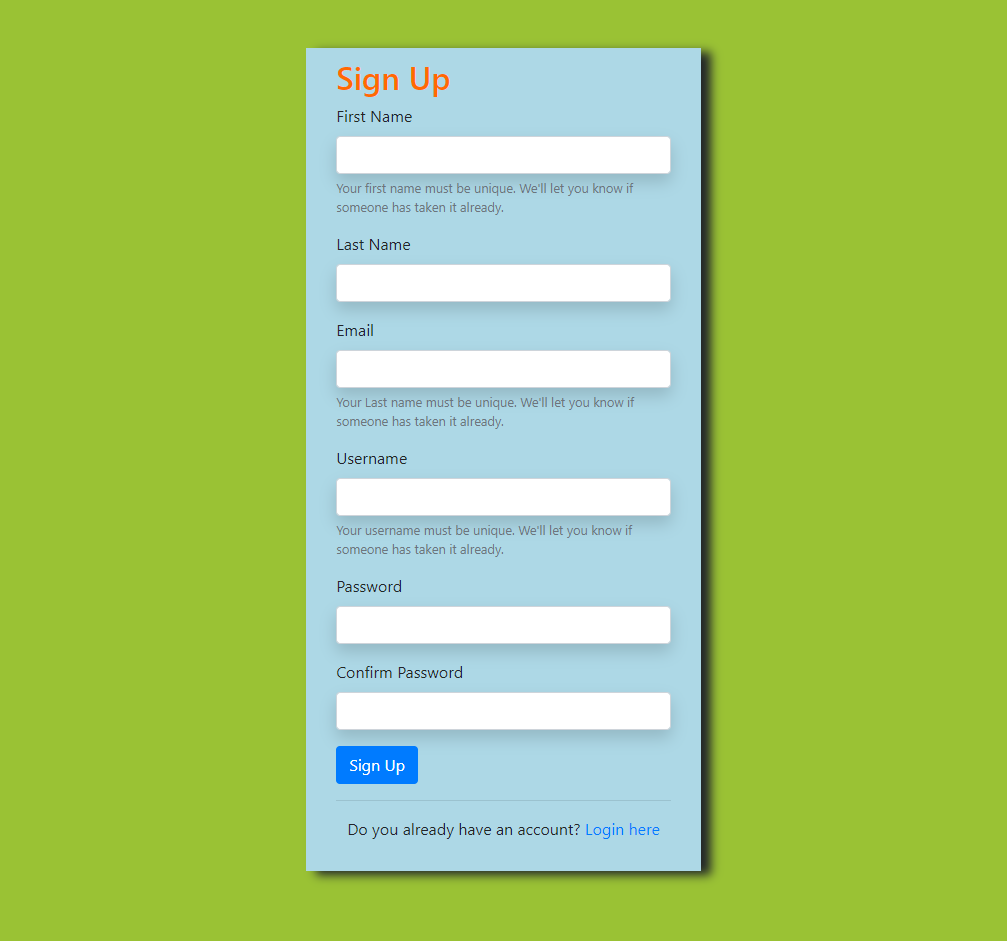 Sign Up
First Name
Your first name must be unique. We'll let you know if
someone has taken it already.
Last Name
Email
Your Last name must be unique. We'll let you know if
someone has taken it already.
Username
Your username must be unique. We'll let you know if
someone has taken it already.
Password
Confirm Password
Sign Up
Do you already have an account? Login here